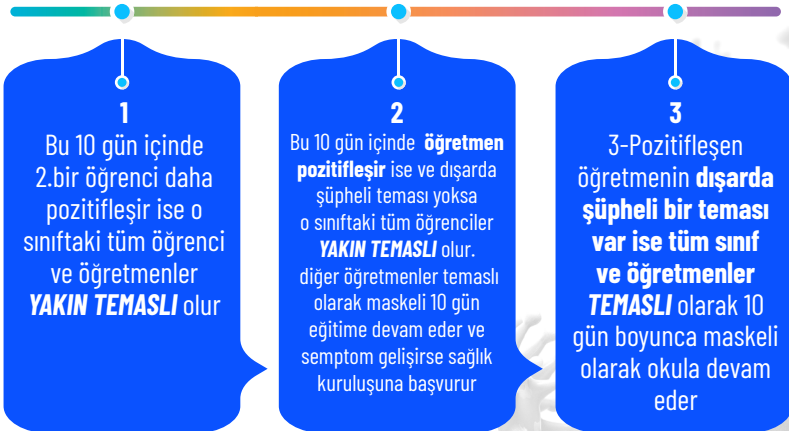 1
Bu 10 gün içinde
2.bir öğrenci daha
pozitifleşir ise o
sınıftaki tüm öğrenci
ve öğretmenler
YAKIN TEMASLI olur
2
Bu 10 gün içinde öğretmen
pozitifleşir ise ve dışarda
şüpheli teması yoksa
o sınıftaki tüm öğrenciler
YAKIN TEMASLI olur.
diğer öğretmenler temaslı
olarak maskeli 10 gün
eğitime devam eder ve
semptom gelişirse sağlık
kuruluşuna başvurur
3
3-Pozitifleşen
öğretmenin dışarda
şüpheli bir teması
var ise tüm sınıf
ve öğretmenler
TEMASLI olarak 10
gün boyunca maskeli
olarak okula devam
eder